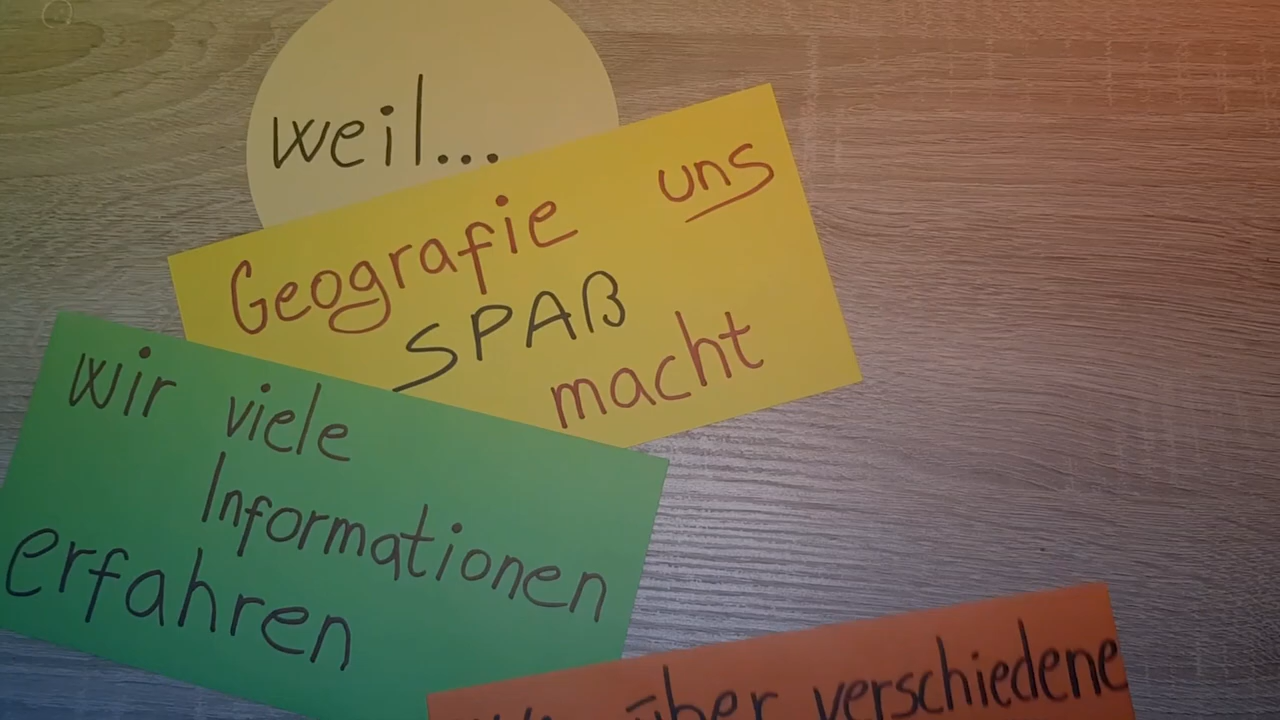 weil...
Geografie uns
SPAß
macht
wir viele
Informationen
erfahren
über verschiedene